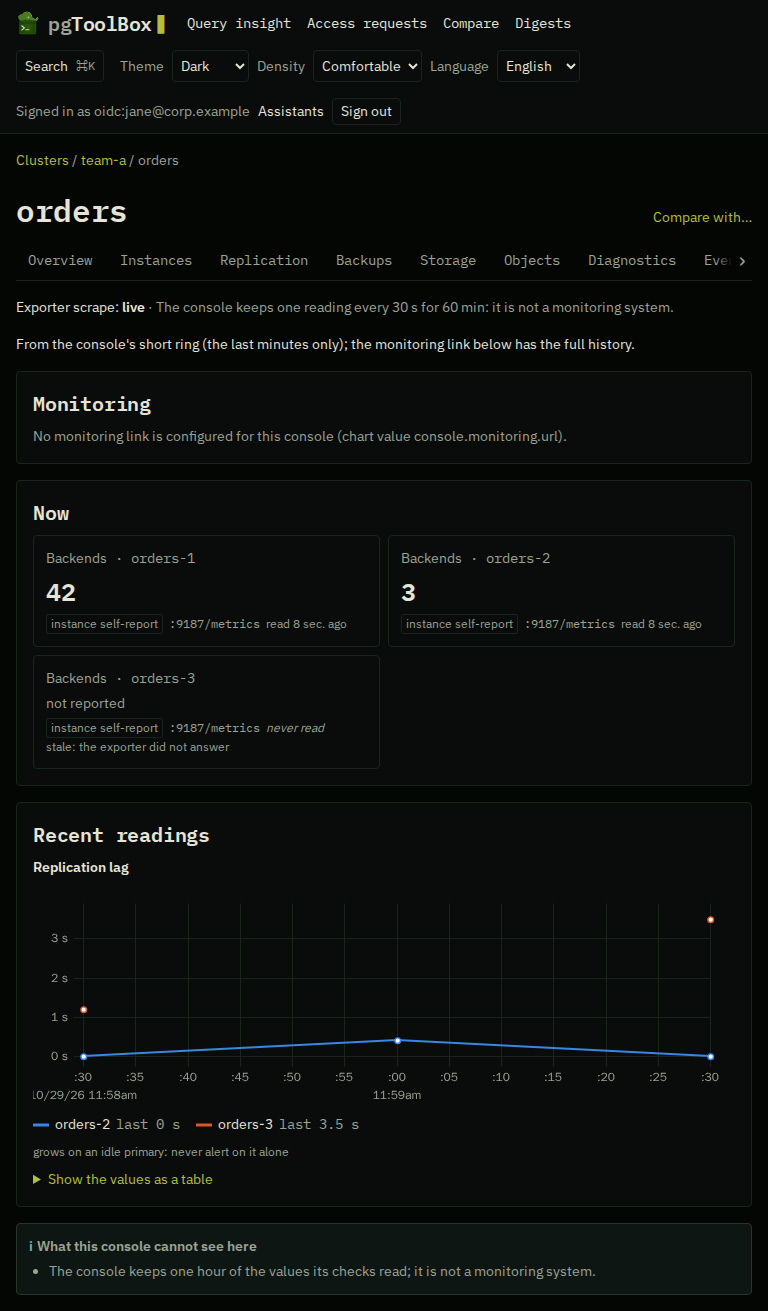 pgToolBox
Query insight Access requests Compare Digests
Search ⌘K Theme Dark Density Comfortable Language English
Signed in as oidc:jane@corp.example Assistants Sign out
Clusters / team-a / orders
orders
Compare with…
Overview Instances Replication Backups Storage Objects Diagnostics
Exporter scrape: live · The console keeps one reading every 30 s for 60 min: it is not a monitoring system.
From the console's short ring (the last minutes only); the monitoring link below has the full history.
Monitoring
No monitoring link is configured for this console (chart value console.monitoring.url).
Now
Backends · orders-1
42
instance self-report :9187/metrics read 8 sec. ago
Backends · orders-2
3
instance self-report :9187/metrics read 8 sec. ago
Backends · orders-3
not reported
instance self-report :9187/metrics never read
stale: the exporter did not answer
Recent readings
Replication lag
3 s
2 s
1 s
0 s
:30 :35 :40 :45 :50 :55 :00 :05 :10 :15 :20 :25 :30
10/29/26 11:58am 11:59am
orders-2 last 0 s orders-3 last 3.5 s
grows on an idle primary: never alert on it alone
Show the values as a table
i What this console cannot see here
• The console keeps one hour of the values its checks read; it is not a monitoring system.